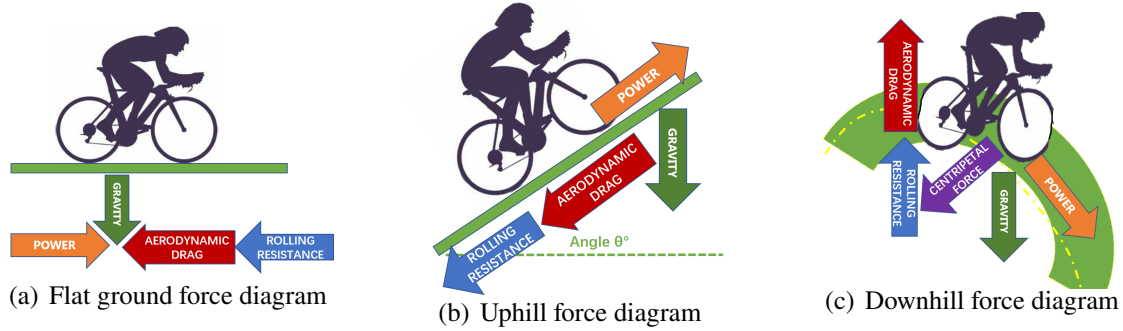 GRAVITY
POWER
AERODYNAMIC
DRAG
ROLLING
RESISTANCE
(a) Flat ground force diagram
POWER
GRAVITY
AERODYNAMIC
DRAG
ROLLING
RESISTANCE
Angle θ°
(b) Uphill force diagram
AERODYNAMIC
DRAG
ROLLING
RESISTANCE
CENTRIPETAL
FORCE
GRAVITY
POWER
(c) Downhill force diagram